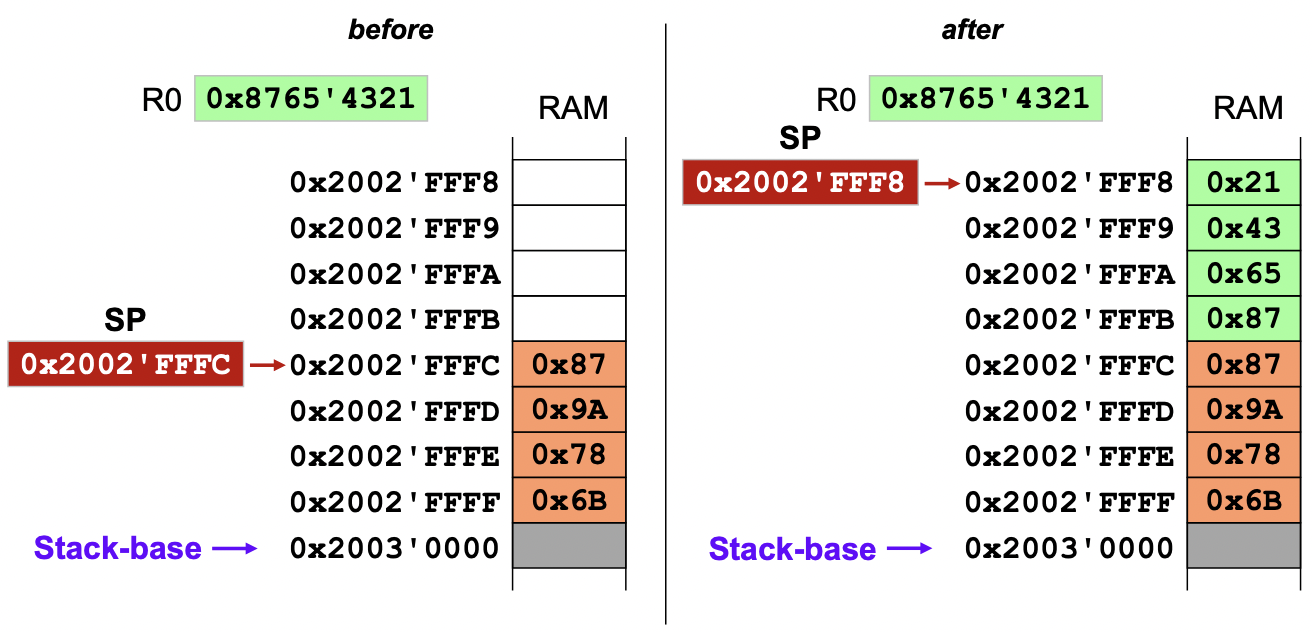 before
R0 0x8765'4321
RAM
0x2002'FFF8
0x2002'FFF9
0x2002'FFFA
0x2002'FFFB
SP
0x2002'FFFC 0x2002'FFFC 0x87
0x2002'FFFD 0x9A
0x2002'FFFE 0x78
0x2002'FFFF 0x6B
Stack-base 0x2003'0000
after
R0 0x8765'4321
RAM
SP
0x2002'FFF8 0x2002'FFF8 0x21
0x2002'FFF9 0x43
0x2002'FFFA 0x65
0x2002'FFFB 0x87
0x2002'FFFC 0x87
0x2002'FFFD 0x9A
0x2002'FFFE 0x78
0x2002'FFFF 0x6B
Stack-base 0x2003'0000